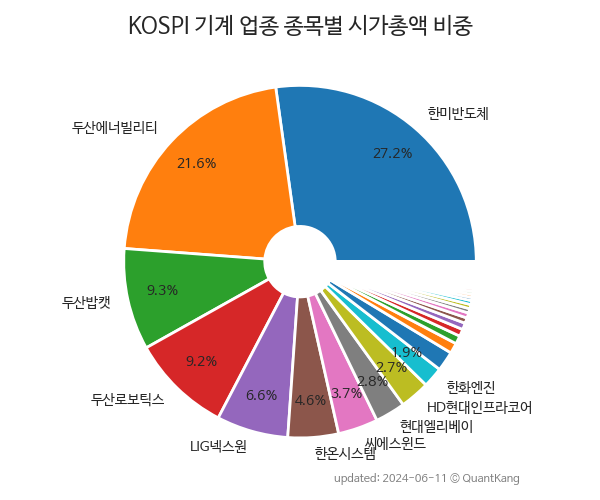 KOSPI 기계 업종 종목별 시가총액 비중
한미반도체
27.2%
두산에너빌리티
21.6%
두산밥캣
9.3%
두산로보틱스
9.2%
LIG넥스원
6.6%
한온시스템
4.6%
씨에스윈드
3.7%
현대엘리베이
2.8%
HD현대인프라코어
2.7%
한화엔진
1.9%
updated: 2024-06-11 © QuantKang